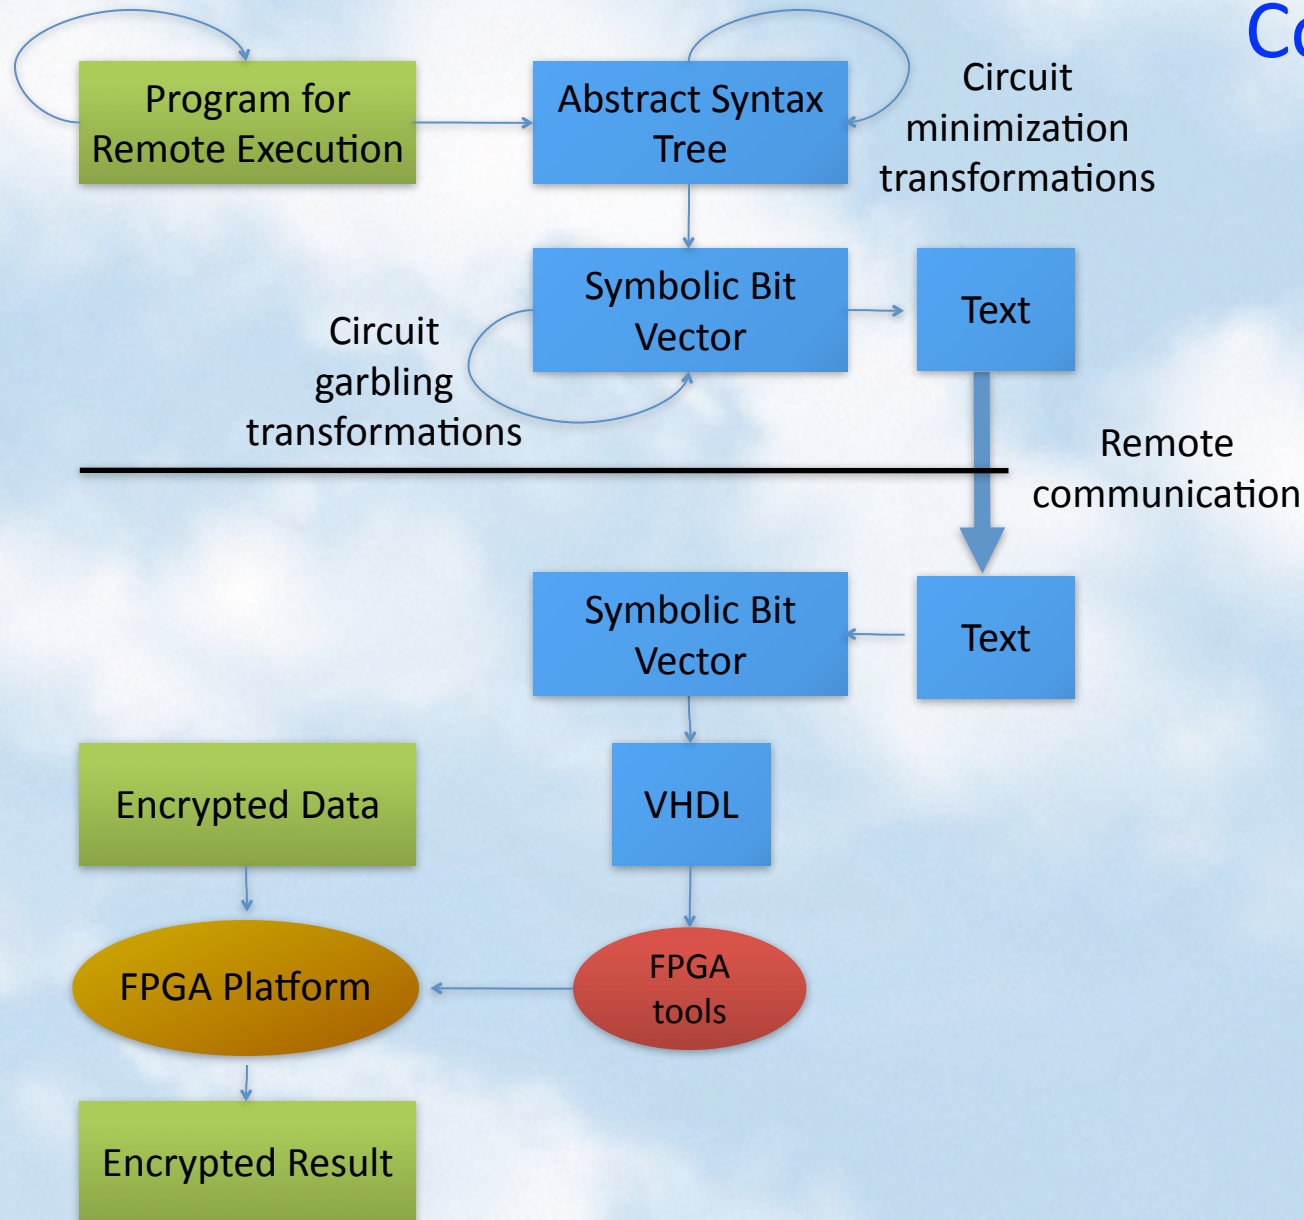 Program for
Remote Execution
Abstract Syntax
Tree
Circuit
minimization
transformations
Symbolic Bit
Vector
Text
Circuit
garbling
transformations
Remote
communication
Symbolic Bit
Vector
Text
Encrypted Data
VHDL
FPGA Platform
FPGA
tools
Encrypted Result